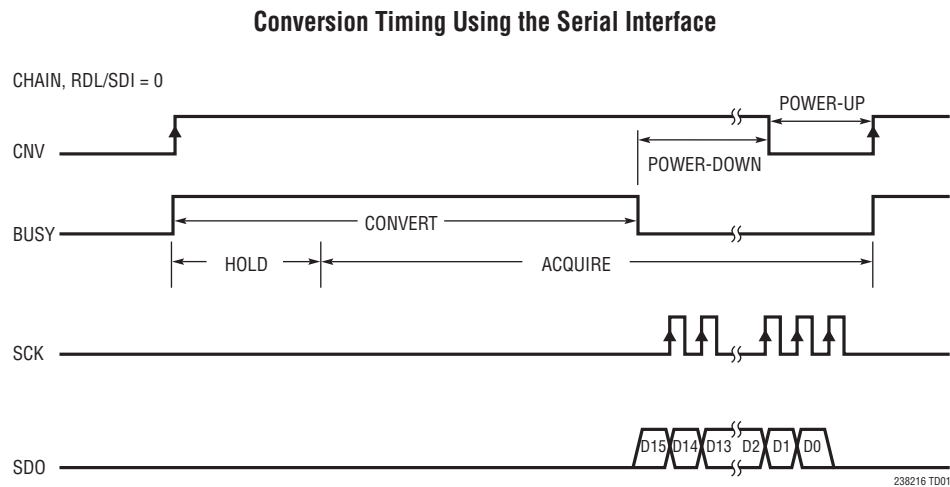 Conversion Timing Using the Serial Interface
CHAIN, RDL/SDI = 0
POWER-UP
CNV
POWER-DOWN
CONVERT
BUSY
HOLD
ACQUIRE
SCK
D15 D14 D13 D2 D1 D0
SDO
238216 TD01